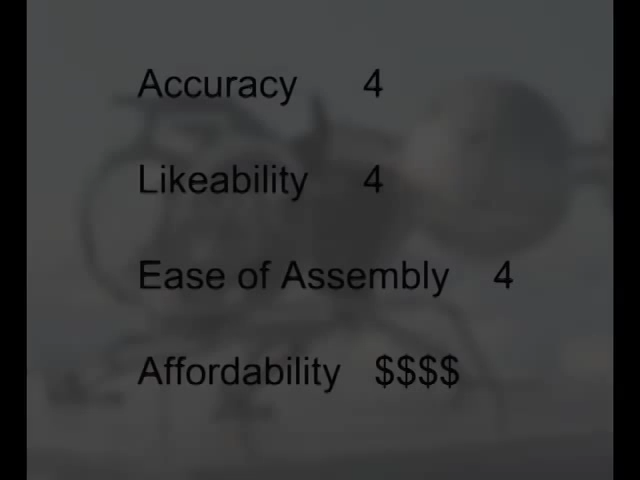 Accuracy 4
Likeability 4
Ease of Assembly 4
Affordability $$$$